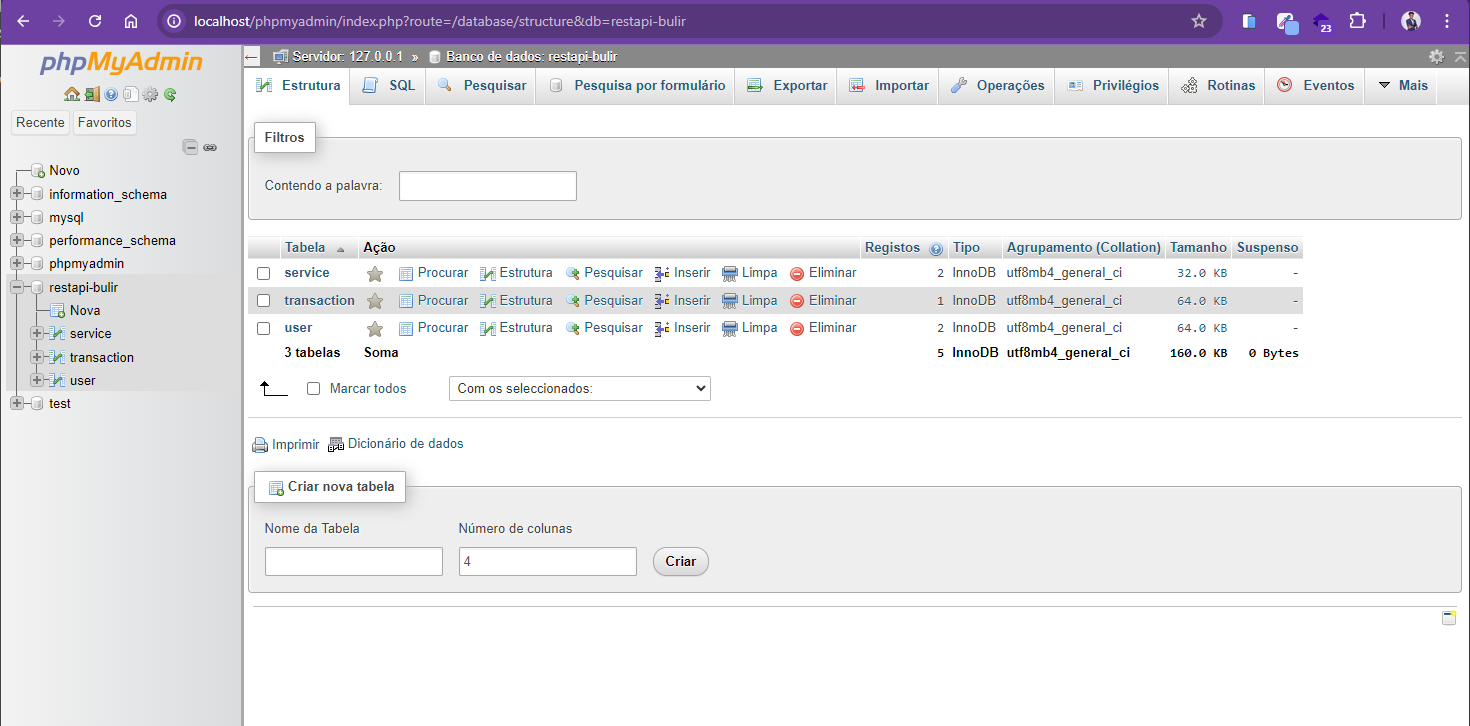 localhost/phpmyadmin/index.php?route=/database/structure&db=restapi-bulir
23
phpMyAdmin
Recente Favoritos
Novo
information_schema
mysql
performance_schema
phpmyadmin
restapi-bulir
Nova
service
transaction
user
test
Servidor: 127.0.0.1 » Banco de dados: restapi-bulir
Estrutura SQL Pesquisar Pesquisa por formulário Exportar Importar Operações Privilégios Rotinas Eventos Mais
Filtros
Contendo a palavra:
Tabela Ação Registos Tipo Agrupamento (Collation) Tamanho Suspenso
service Procurar Estrutura Pesquisar Inserir Limpa Eliminar 2 InnoDB utf8mb4_general_ci 32.0 KB -
transaction Procurar Estrutura Pesquisar Inserir Limpa Eliminar 1 InnoDB utf8mb4_general_ci 64.0 KB -
user Procurar Estrutura Pesquisar Inserir Limpa Eliminar 2 InnoDB utf8mb4_general_ci 64.0 KB -
3 tabelas Soma 5 InnoDB utf8mb4_general_ci 160.0 KB 0 Bytes
Marcar todos Com os seleccionados:
Imprimir Dicionário de dados
Criar nova tabela
Nome da Tabela Número de colunas
4 Criar